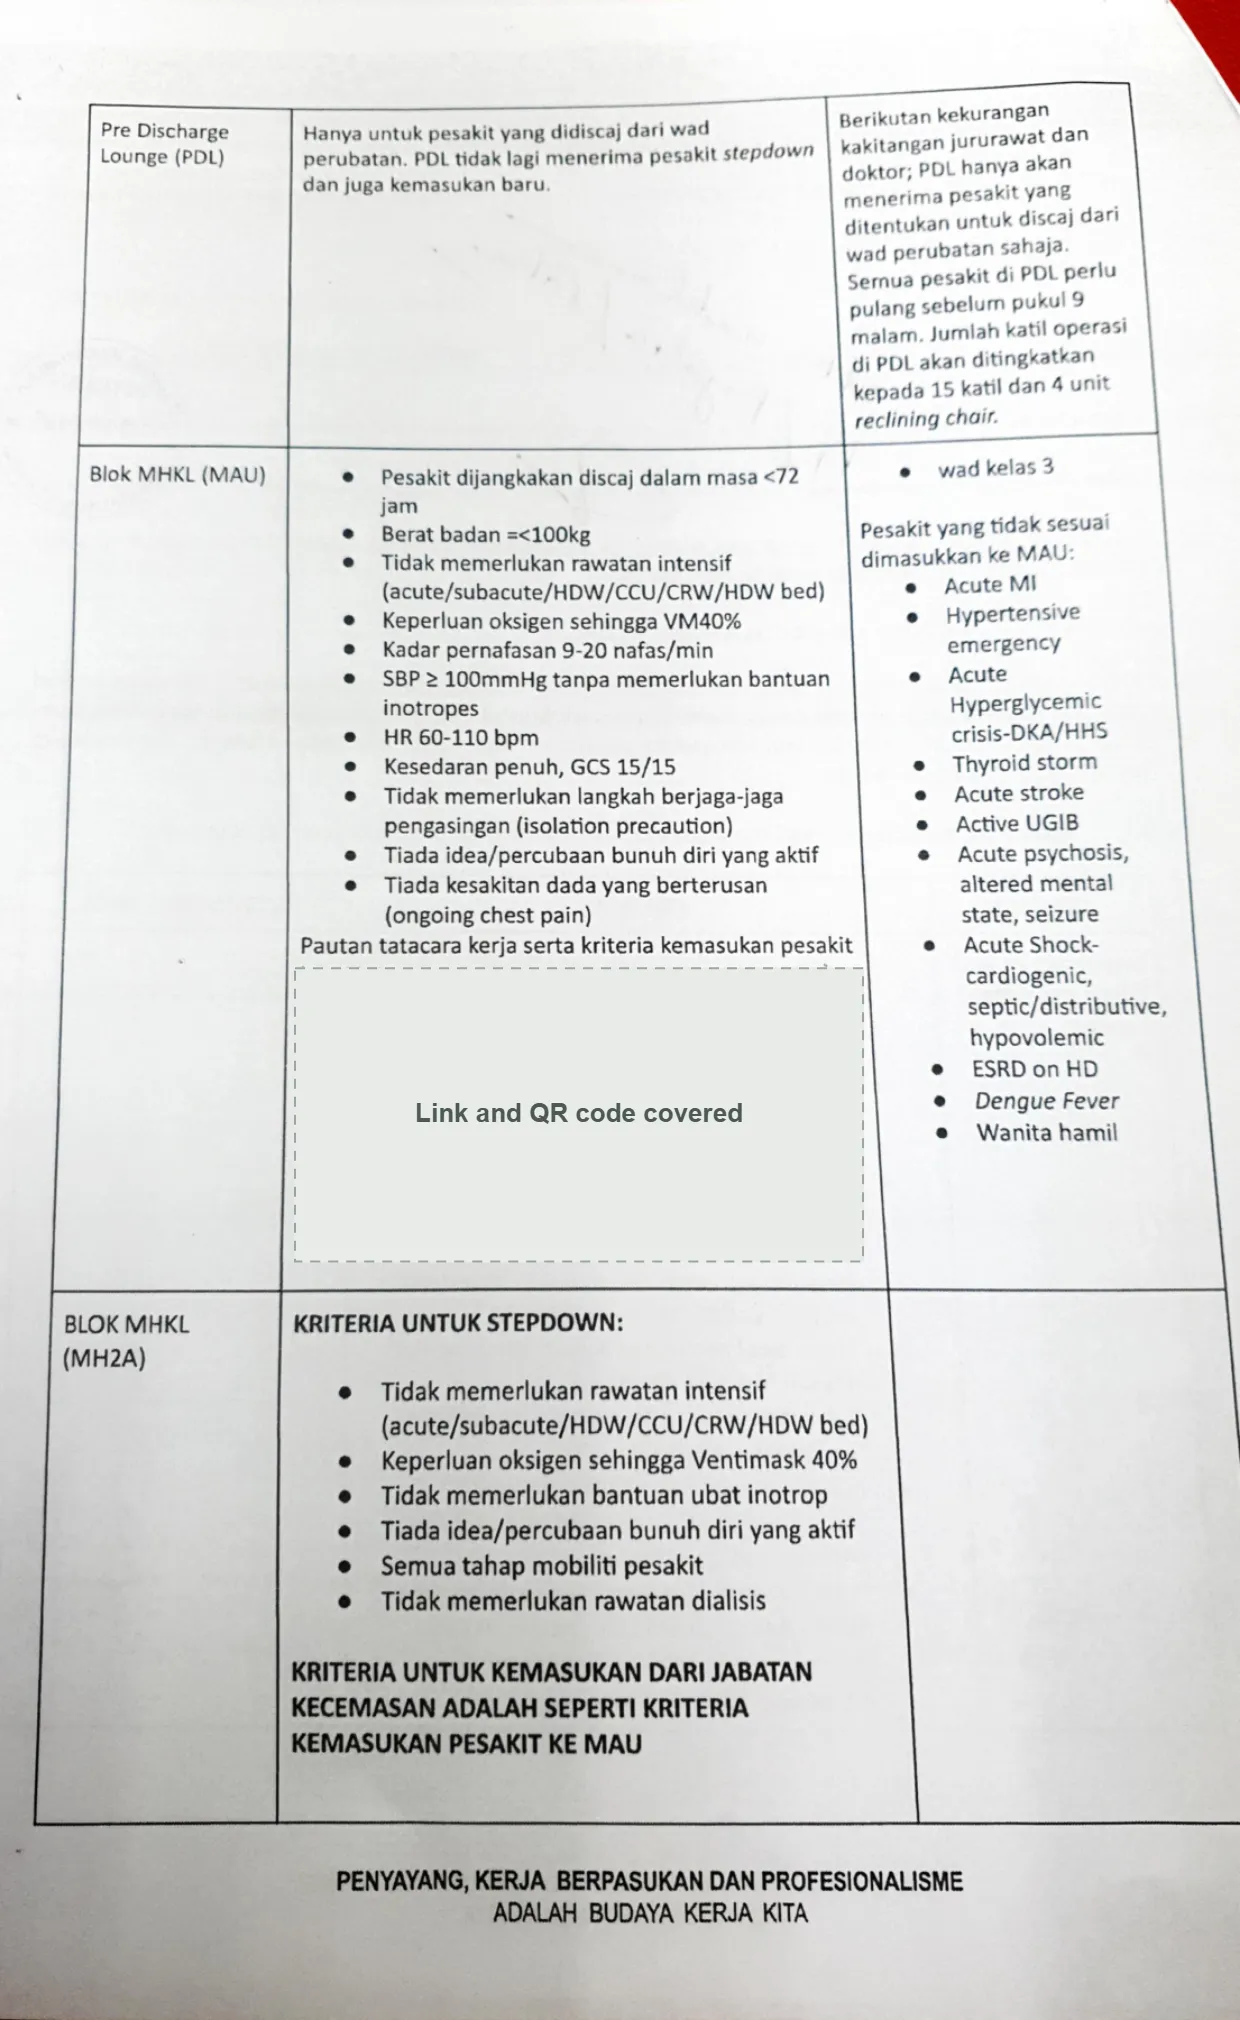 Pre Discharge
Lounge (PDL)
Hanya untuk pesakit yang didiscaj dari wad
perubatan. PDL tidak lagi menerima pesakit stepdown
dan juga kemasukan baru.
Berikutan kekurangan
kakitangan jururawat dan
doktor; PDL hanya akan
menerima pesakit yang
ditentukan untuk discaj dari
wad perubatan sahaja.
Semua pesakit di PDL perlu
pulang sebelum pukul 9
malam. Jumlah katil operasi
di PDL akan ditingkatkan
kepada 15 katil dan 4 unit
reclining chair.
Blok MHKL (MAU)
• Pesakit dijangkakan discaj dalam masa <72
jam
• Berat badan =<100kg
• Tidak memerlukan rawatan intensif
(acute/subacute/HDW/CCU/CRW/HDW bed)
• Keperluan oksigen sehingga VM40%
• Kadar pernafasan 9-20 nafas/min
• SBP ≥ 100mmHg tanpa memerlukan bantuan
inotropes
• HR 60-110 bpm
• Kesedaran penuh, GCS 15/15
• Tidak memerlukan langkah berjaga-jaga
pengasingan (isolation precaution)
• Tiada idea/percubaan bunuh diri yang aktif
• Tiada kesakitan dada yang berterusan
(ongoing chest pain)
Pautan tatacara kerja serta kriteria kemasukan pesakit
Link and QR code covered
• wad kelas 3
Pesakit yang tidak sesuai
dimasukkan ke MAU:
• Acute MI
• Hypertensive
emergency
• Acute
Hyperglycemic
crisis-DKA/HHS
• Thyroid storm
• Acute stroke
• Active UGIB
• Acute psychosis,
altered mental
state, seizure
• Acute Shock-
cardiogenic,
septic/distributive,
hypovolemic
• ESRD on HD
• Dengue Fever
• Wanita hamil
BLOK MHKL
(MH2A)
KRITERIA UNTUK STEPDOWN:
• Tidak memerlukan rawatan intensif
(acute/subacute/HDW/CCU/CRW/HDW bed)
• Keperluan oksigen sehingga Ventimask 40%
• Tidak memerlukan bantuan ubat inotrop
• Tiada idea/percubaan bunuh diri yang aktif
• Semua tahap mobiliti pesakit
• Tidak memerlukan rawatan dialisis
KRITERIA UNTUK KEMASUKAN DARI JABATAN
KECEMASAN ADALAH SEPERTI KRITERIA
KEMASUKAN PESAKIT KE MAU
PENYAYANG, KERJA BERPASUKAN DAN PROFESIONALISME
ADALAH BUDAYA KERJA KITA